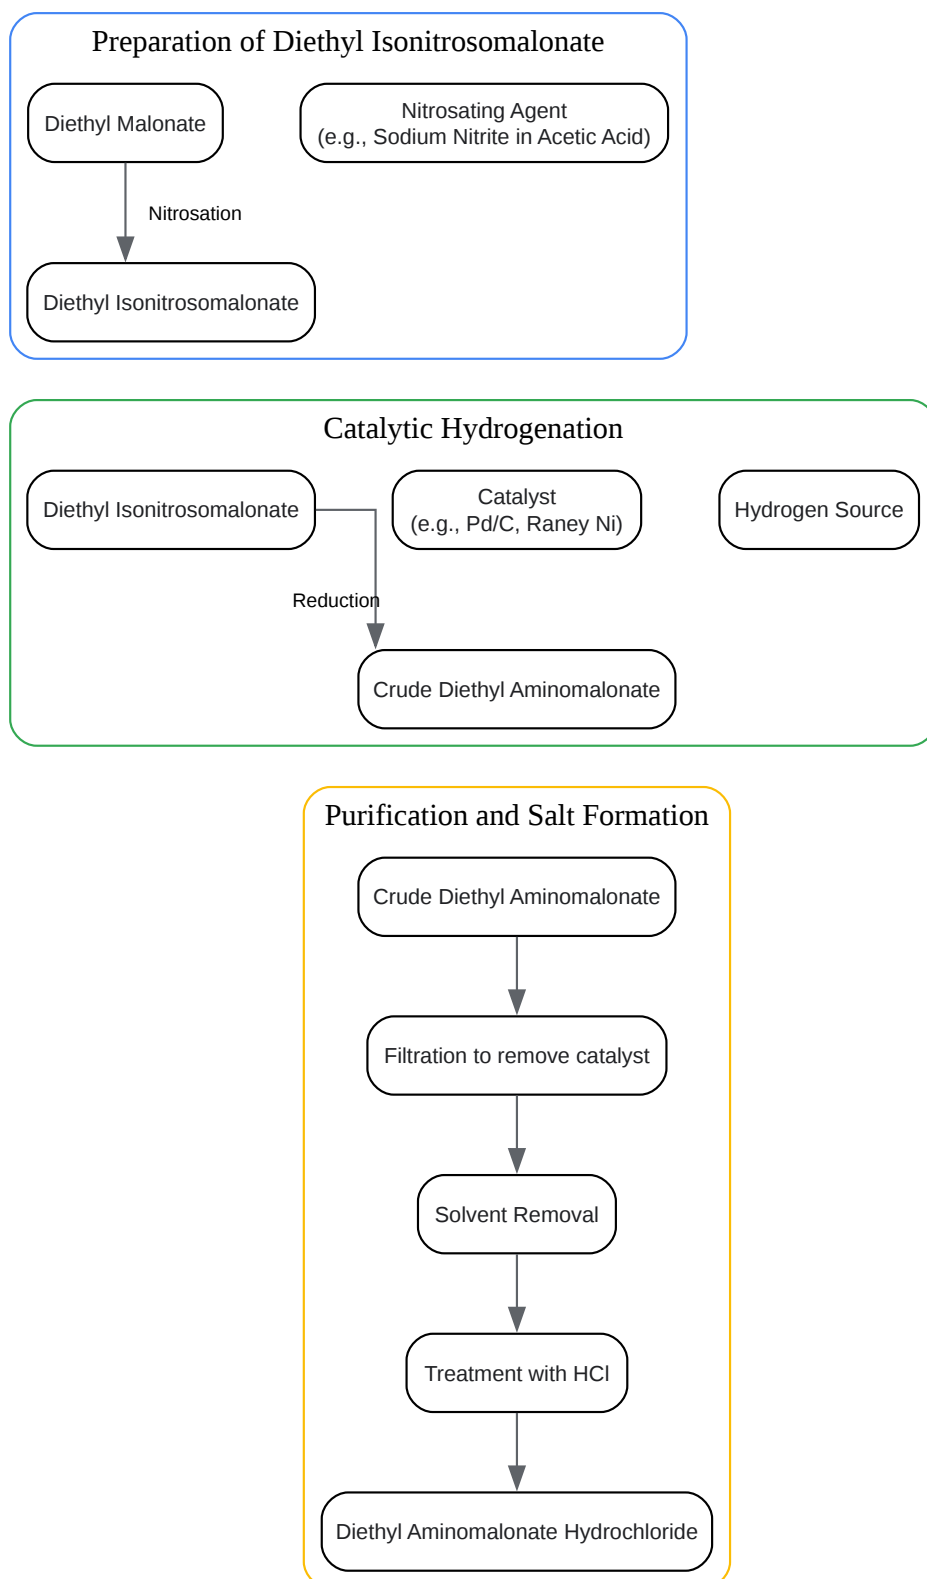 Preparation of Diethyl Isonitrosomalonate
Diethyl Malonate
Nitrosating Agent
(e.g., Sodium Nitrite in Acetic Acid)
Nitrosation
Diethyl Isonitrosomalonate
Catalytic Hydrogenation
Diethyl Isonitrosomalonate
Catalyst
(e.g., Pd/C, Raney Ni)
Hydrogen Source
Reduction
Crude Diethyl Aminomalonate
Purification and Salt Formation
Crude Diethyl Aminomalonate
Filtration to remove catalyst
Solvent Removal
Treatment with HCl
Diethyl Aminomalonate Hydrochloride